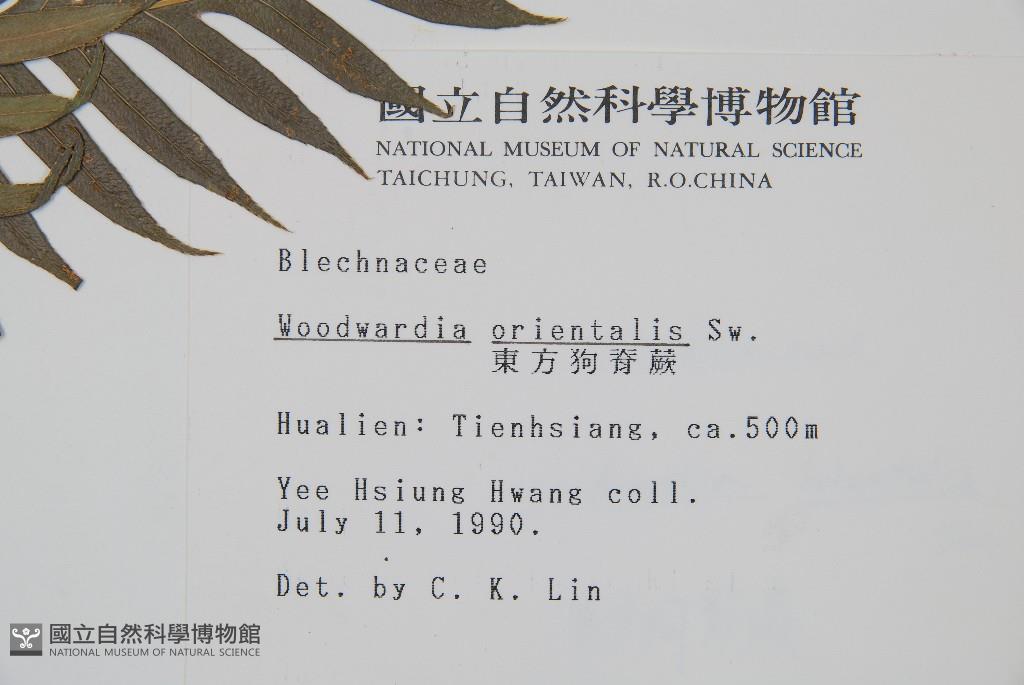 國立自然科學博物館
NATIONAL MUSEUM OF NATURAL SCIENCE
TAICHUNG, TAIWAN, R.O.CHINA
Blechnaceae
Woodwardia orientalis Sw.
東方狗脊蕨
Hualien: Tienhsiang, ca.500m
Yee Hsiung Hwang coll.
July 11, 1990.
Det. by C. K. Lin
國立自然科學博物館
NATIONAL MUSEUM OF NATURAL SCIENCE